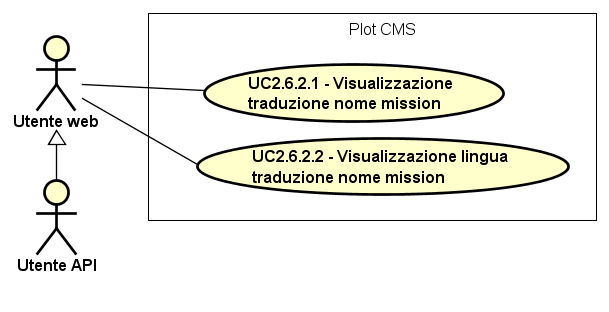 Plot CMS
UC2.6.2.1 - Visualizzazione
traduzione nome mission
Utente web
UC2.6.2.2 - Visualizzazione lingua
traduzione nome mission
Utente API